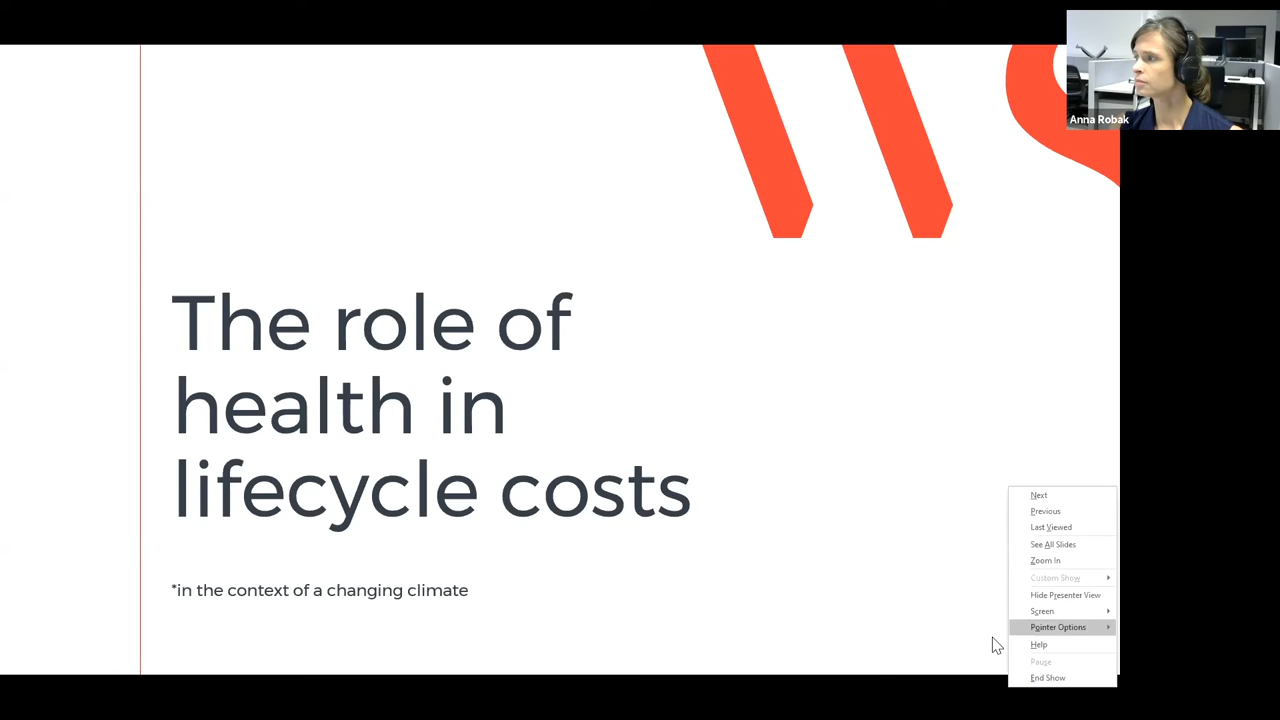 Anna Robak
The role of
health in
lifecycle costs
*in the context of a changing climate
Next
Previous
Last Viewed
See All Slides
Zoom In
Custom Show
Hide Presenter View
Screen
Pointer Options
Help
Pause
End Show